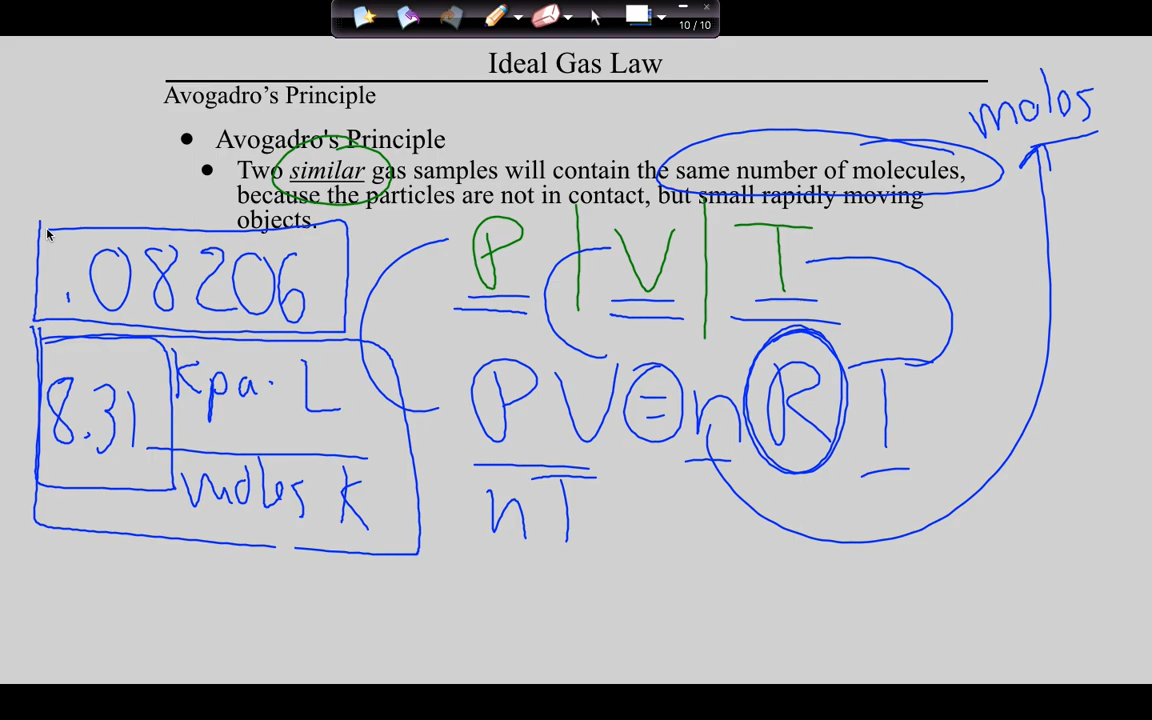 10 / 10
Ideal Gas Law
Avogadro's Principle
Avogadro's Principle
Two similar gas samples will contain the same number of molecules,
because the particles are not in contact, but small rapidly moving
objects.
moles
P | V | T
.08206
PV = nRT
nT
8.31 Kpa · L
moles K